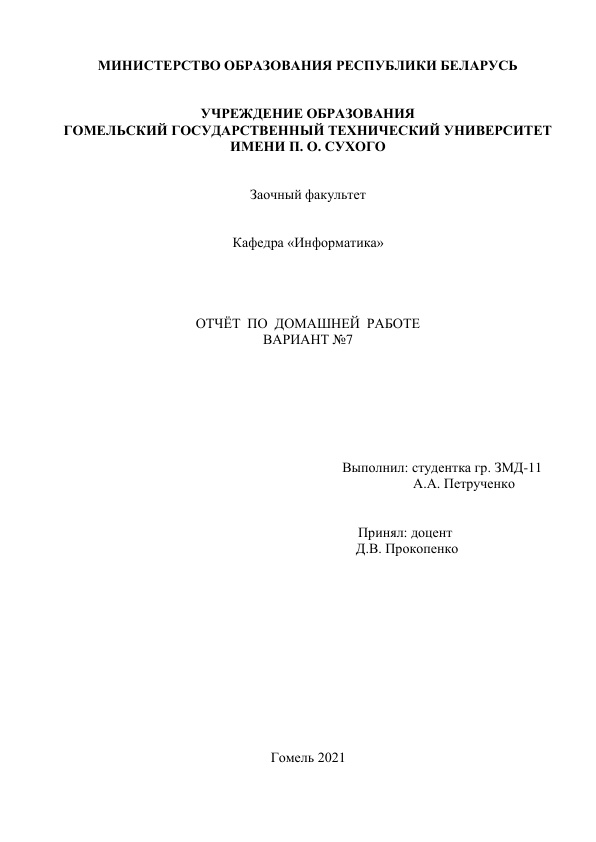 МИНИСТЕРСТВО ОБРАЗОВАНИЯ РЕСПУБЛИКИ БЕЛАРУСЬ
УЧРЕЖДЕНИЕ ОБРАЗОВАНИЯ
ГОМЕЛЬСКИЙ ГОСУДАРСТВЕННЫЙ ТЕХНИЧЕСКИЙ УНИВЕРСИТЕТ
ИМЕНИ П. О. СУХОГО
Заочный факультет
Кафедра «Информатика»
ОТЧЁТ ПО ДОМАШНЕЙ РАБОТЕ
ВАРИАНТ №7
Выполнил: студентка гр. ЗМД-11
А.А. Петрученко
Принял: доцент
Д.В. Прокопенко
Гомель 2021